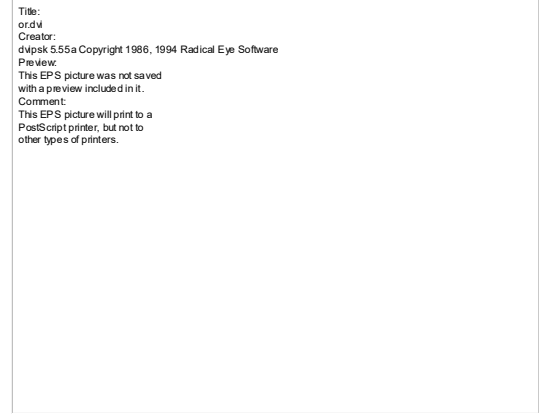 Title:
or.dvi
Creator:
dvipsk 5.55a Copyright 1986, 1994 Radical Eye Software
Preview:
This EPS picture was not saved
with a preview included in it.
Comment:
This EPS picture will print to a
PostScript printer, but not to
other types of printers.